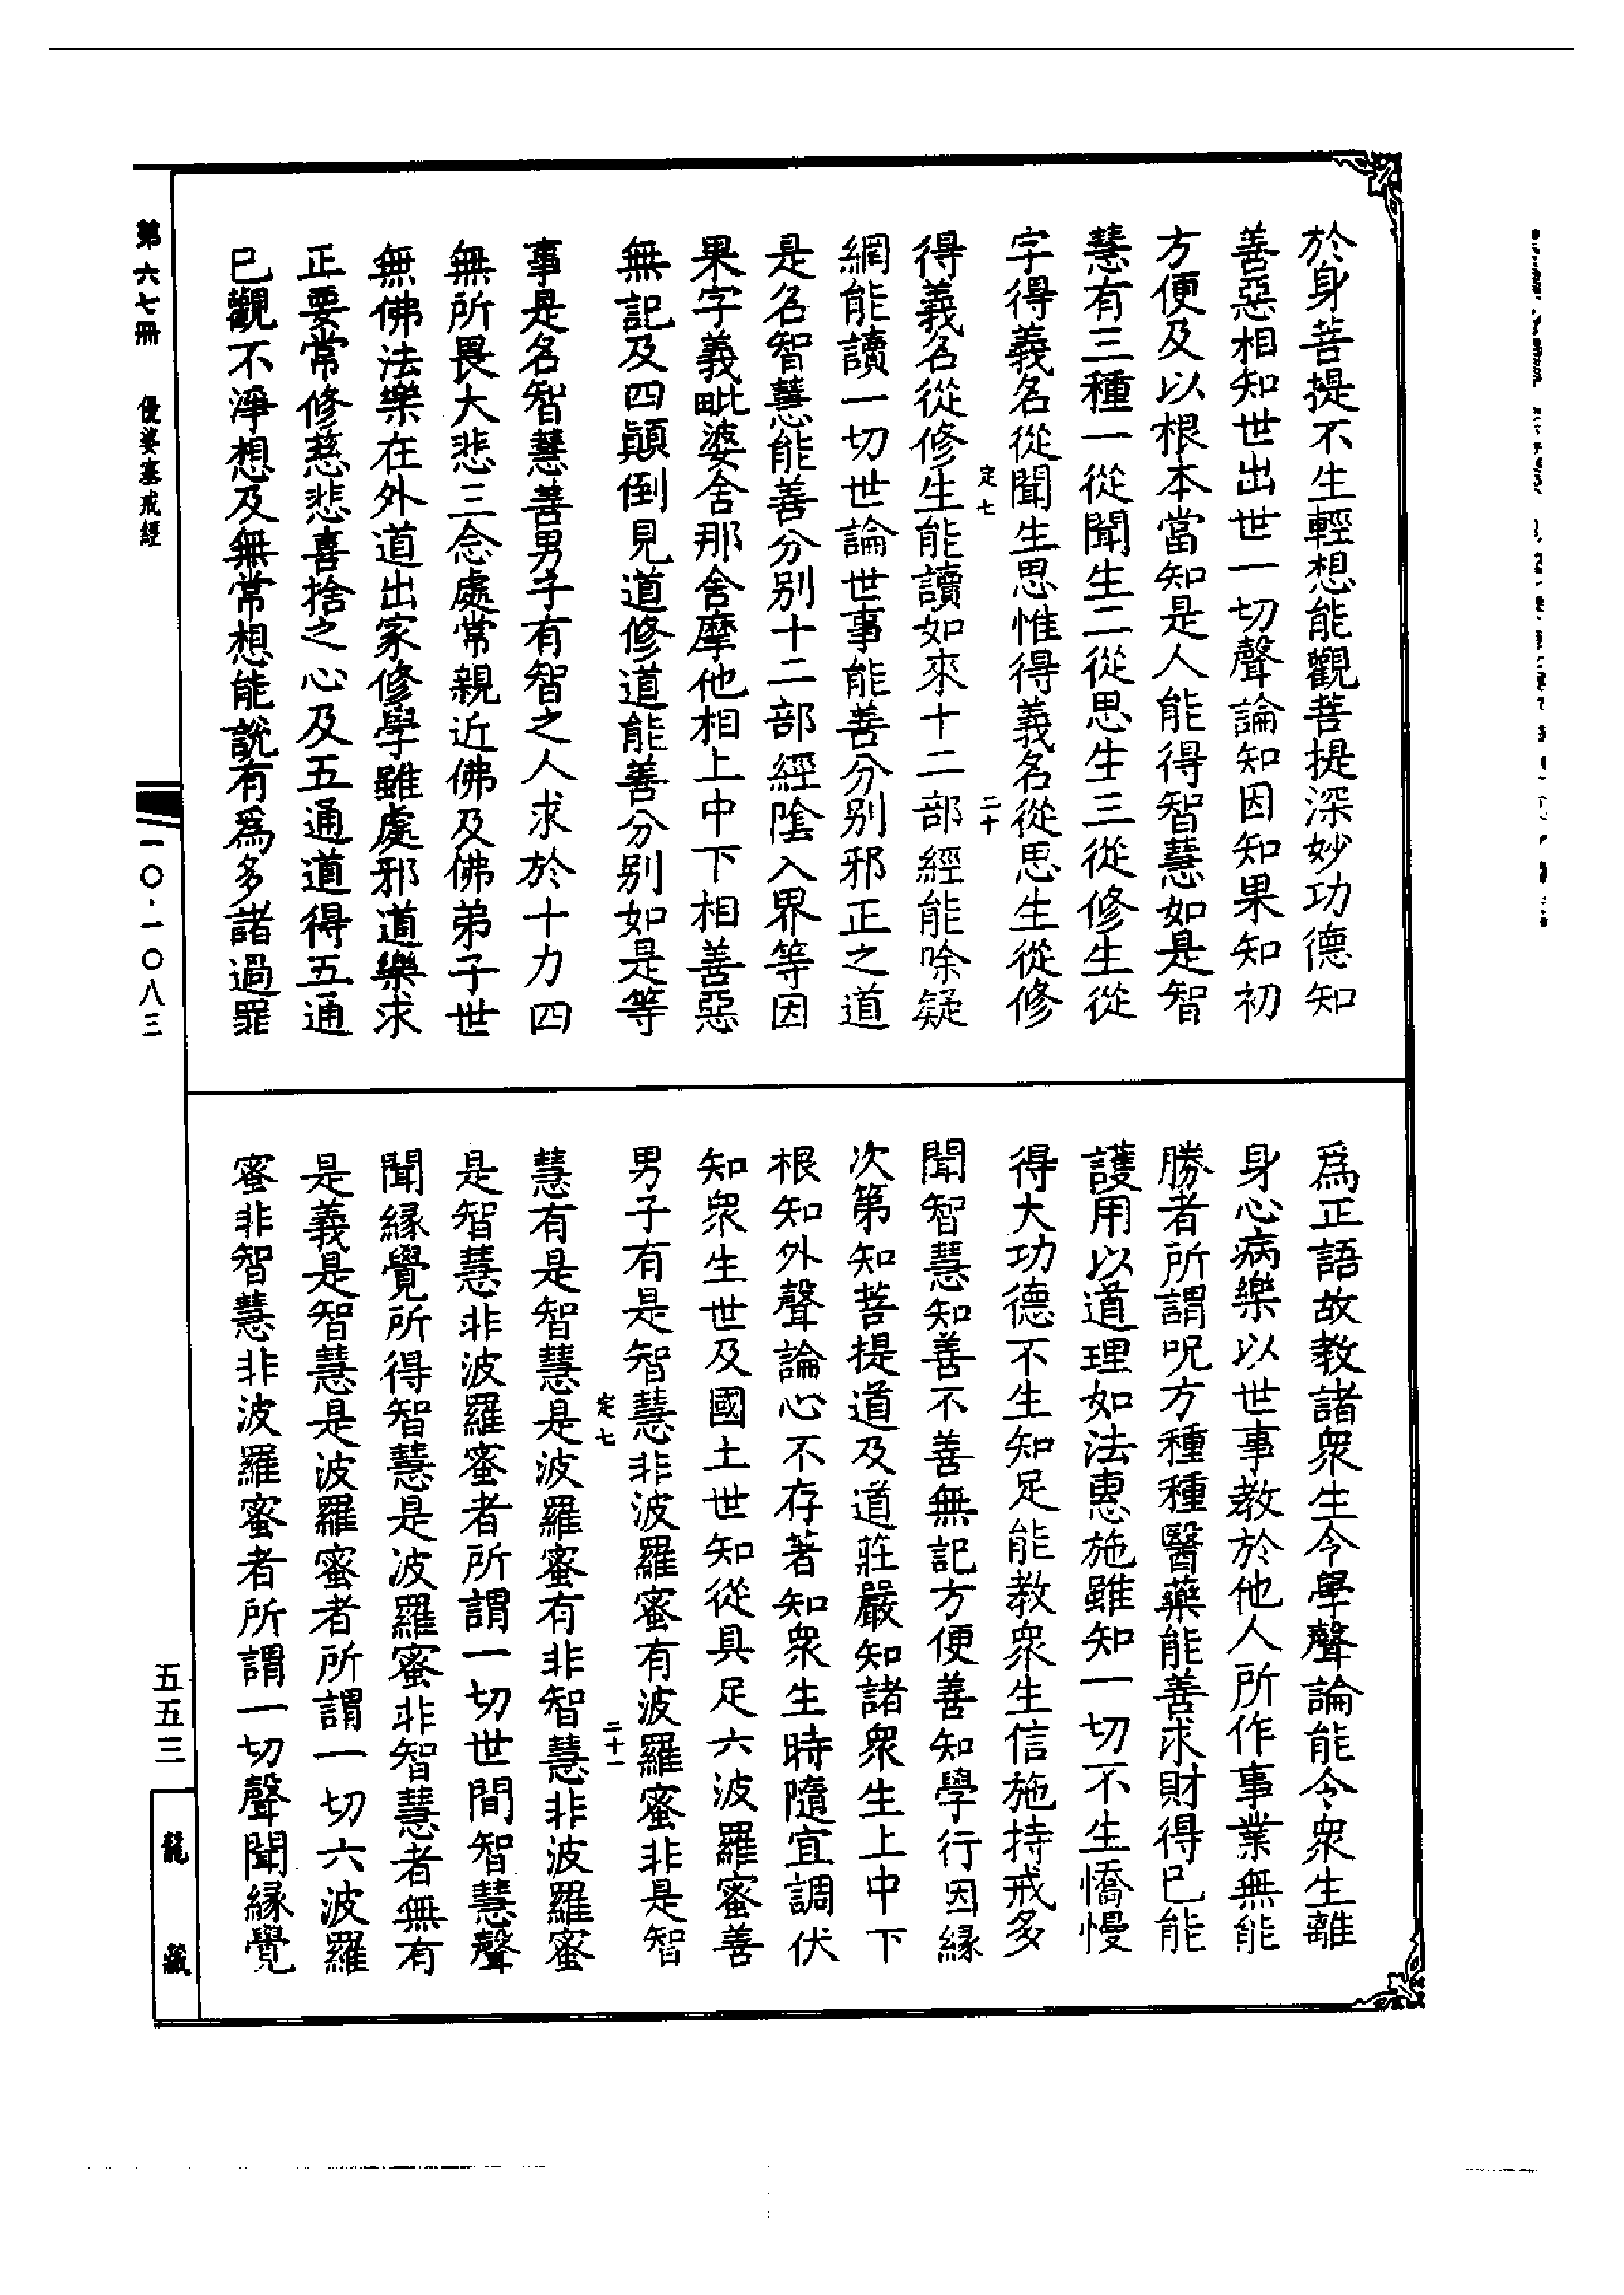 於身菩提不生輕想能觀菩提深妙功德知
善惡相知世出世一切聲論知因知果知初
方便及以根本當知是人能得智慧如是智
慧有三種一從聞生二從思生三從修生從
字得義名從聞生思惟得義名從思生從修
定七 二十
得義名從修生能讀如來十二部經能除疑
網能讀一切世論世事能善分別邪正之道
是名智慧能善分別十二部經陰入界等因
果字義毗婆舍那舍摩他相上中下相善惡
無記及四顛倒見道修道能善分別如是等
事是名智慧善男子有智之人求於十力四
無所畏大悲三念處常親近佛及佛弟子世
無佛法樂在外道出家修學雖處邪道樂求
正要常修慈悲喜捨之心及五通道得五通
已觀不淨想及無常想能說有為多諸過罪
為正語故教諸眾生令學聲論能令眾生離
身心病樂以世事教於他人所作事業無能
勝者所謂呪方種種醫藥能善求財得已能
護用以道理如法惠施雖知一切不生憍慢
得大功德不生知足能教眾生信施持戒多
聞智慧知善不善無記方便善知學行因緣
次第知菩提道及道莊嚴知諸眾生上中下
根知外聲論心不存著知眾生時隨宜調伏
知眾生世及國土世知從具足六波羅蜜善
男子有是智慧非波羅蜜有波羅蜜非是智
定七 二十一
慧有是智慧是波羅蜜有非智慧非波羅蜜
是智慧非波羅蜜者所謂一切世間智慧聲
聞緣覺所得智慧是波羅蜜非智慧者無有
是義是智慧是波羅蜜者所謂一切六波羅
蜜非智慧非波羅蜜者所謂一切聲聞緣覺
第六七冊 優婆塞戒經
一〇·一〇八三
五五三
龍藏